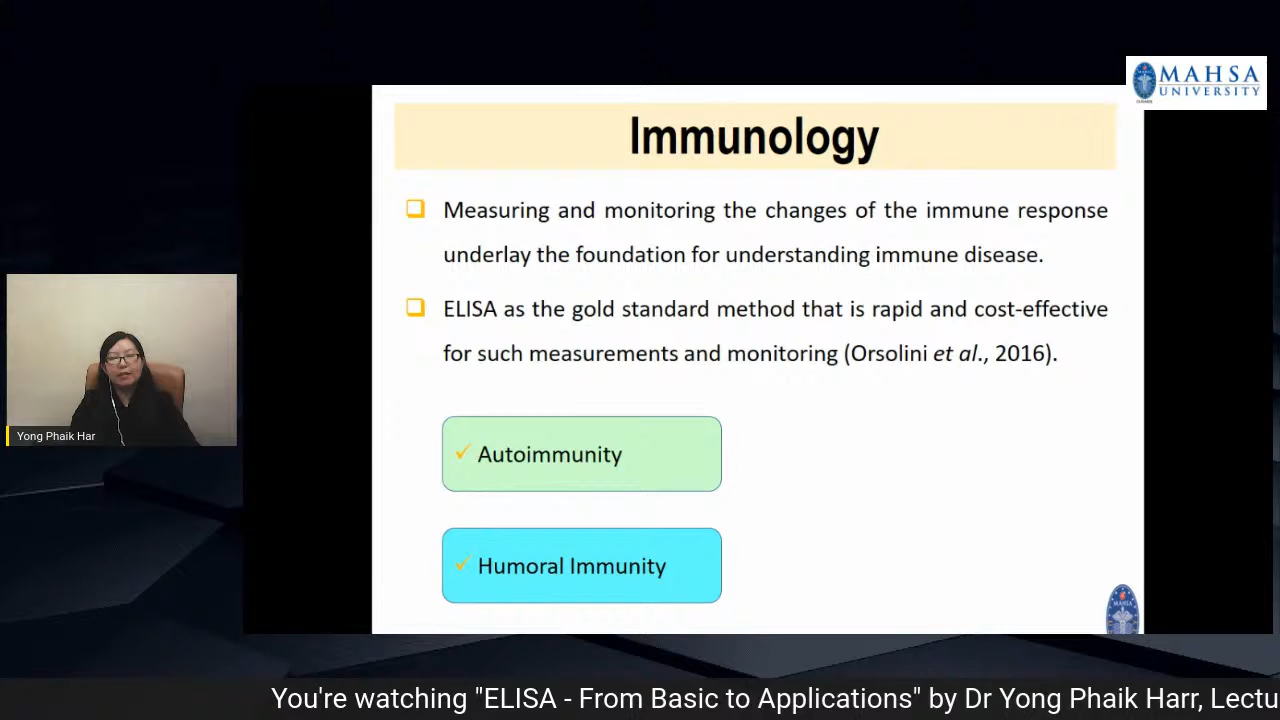 MAHSA
UNIVERSITY
Immunology
Measuring and monitoring the changes of the immune response
underlay the foundation for understanding immune disease.
ELISA as the gold standard method that is rapid and cost-effective
for such measurements and monitoring (Orsolini et al., 2016).
Autoimmunity
Yong Phaik Har
Humoral Immunity
MAHSA
You're watching "ELISA - From Basic to Applications" by Dr Yong Phaik Harr, Lectu